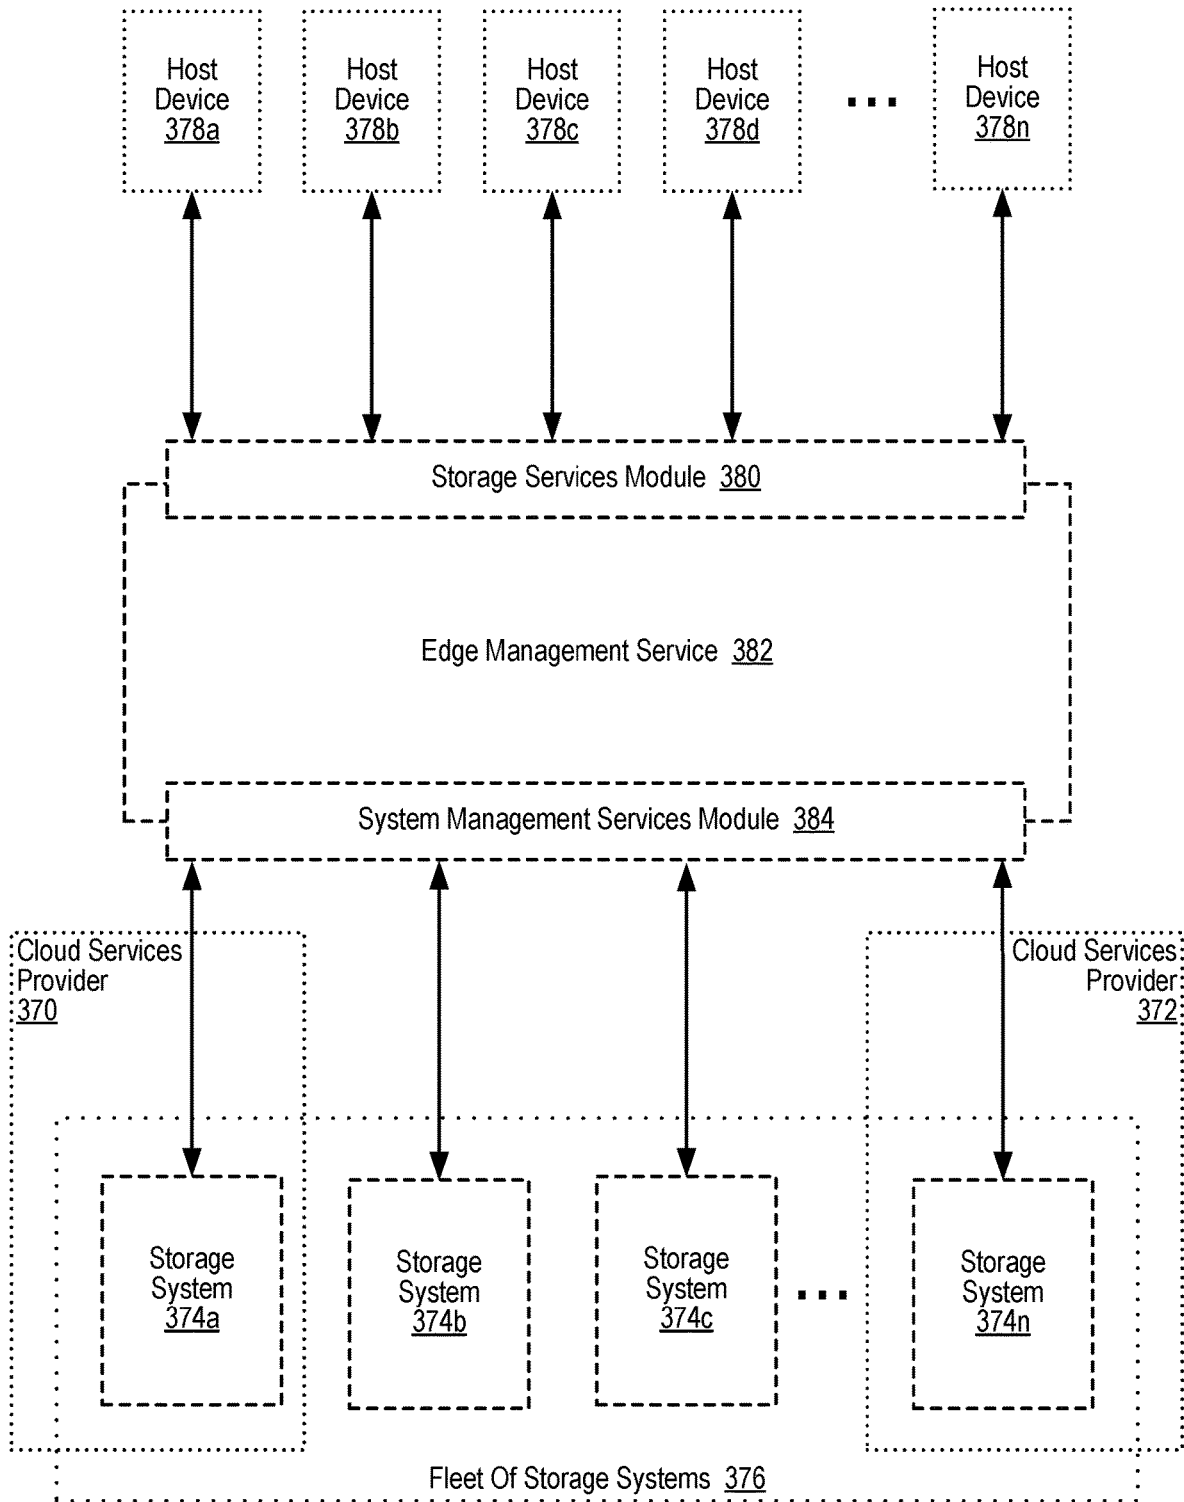 Host
Device
378a
Host
Device
378b
Host
Device
378c
Host
Device
378d
Host
Device
378n
Storage Services Module 380
Edge Management Service 382
System Management Services Module 384
Cloud Services
Provider
370
Cloud Services
Provider
372
Storage
System
374a
Storage
System
374b
Storage
System
374c
Storage
System
374n
Fleet Of Storage Systems 376